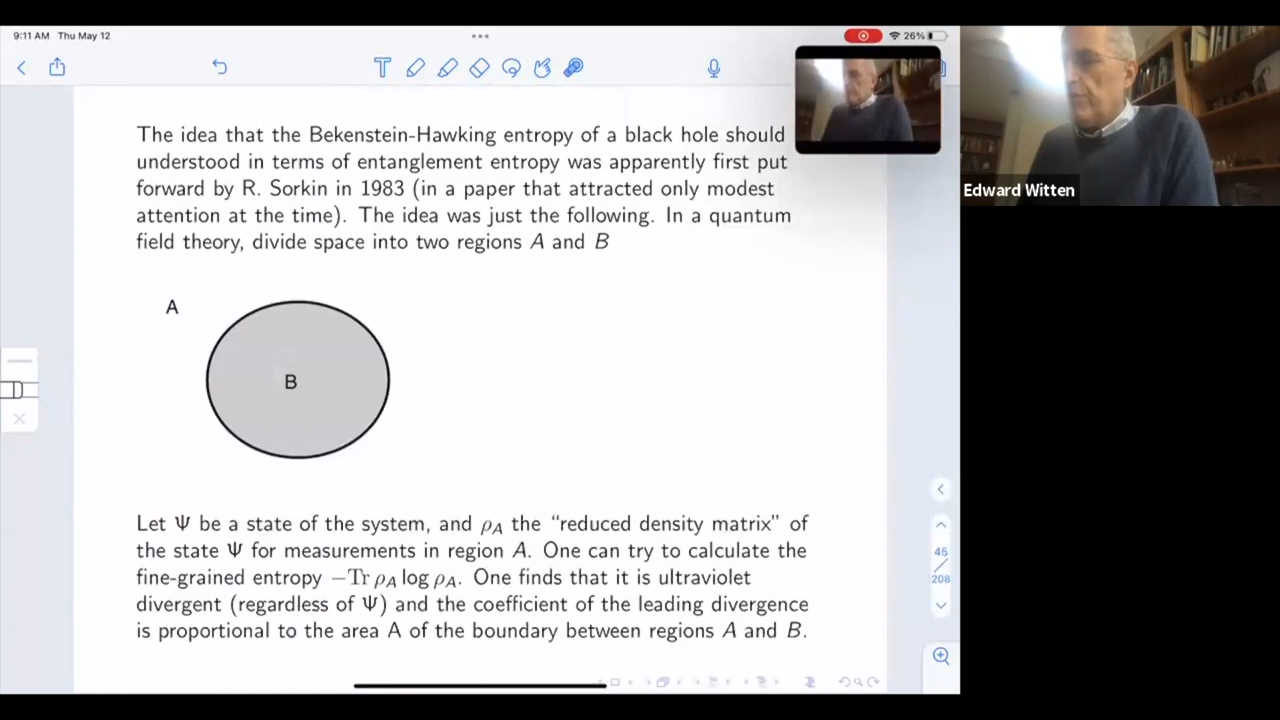 9:11 AM Thu May 12
26%
The idea that the Bekenstein-Hawking entropy of a black hole should
understood in terms of entanglement entropy was apparently first put
forward by R. Sorkin in 1983 (in a paper that attracted only modest
attention at the time). The idea was just the following. In a quantum
field theory, divide space into two regions A and B
A
B
Let Ψ be a state of the system, and ρ_A the “reduced density matrix” of
the state Ψ for measurements in region A. One can try to calculate the
fine-grained entropy −Tr ρ_A log ρ_A. One finds that it is ultraviolet
divergent (regardless of Ψ) and the coefficient of the leading divergence
is proportional to the area A of the boundary between regions A and B.
46
/
208
Edward Witten